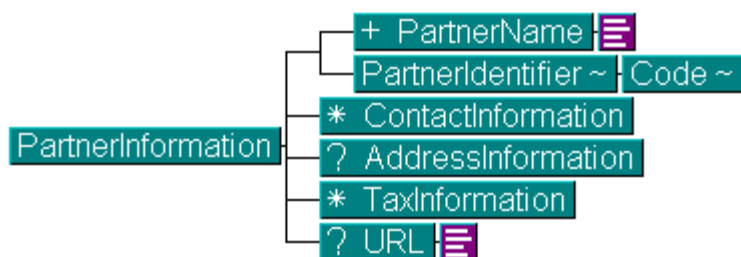 + PartnerName
PartnerIdentifier ~ Code ~
* ContactInformation
PartnerInformation
? AddressInformation
* TaxInformation
? URL